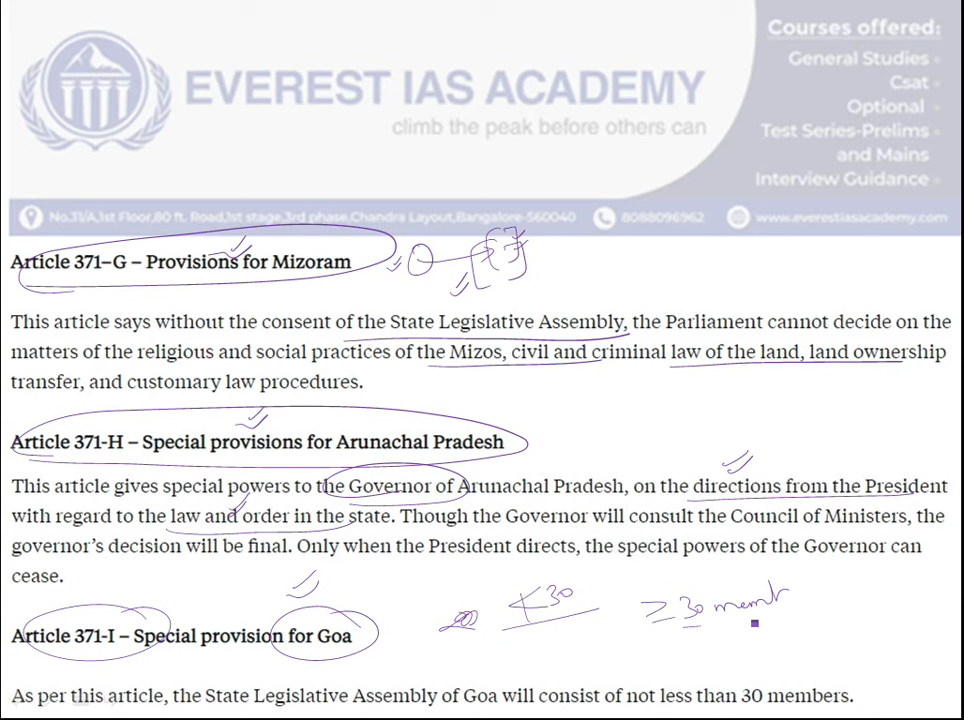 Courses offered:
General Studies
Csat
EVEREST IAS ACADEMY
Optional
climb the peak before others can
Test Series-Prelims
and Mains
Interview Guidance
No.31/A,1st Floor,80 ft. Road,1st stage,3rd phase,Chandra Layout,Bangalore-560040 8088096962 www.everestiasacademy.com
Article 371–G – Provisions for Mizoram
This article says without the consent of the State Legislative Assembly, the Parliament cannot decide on the
matters of the religious and social practices of the Mizos, civil and criminal law of the land, land ownership
transfer, and customary law procedures.
Article 371-H – Special provisions for Arunachal Pradesh
This article gives special powers to the Governor of Arunachal Pradesh, on the directions from the President
with regard to the law and order in the state. Though the Governor will consult the Council of Ministers, the
governor's decision will be final. Only when the President directs, the special powers of the Governor can
cease.
<30 ≥ 30 memb
Article 371-I – Special provision for Goa
As per this article, the State Legislative Assembly of Goa will consist of not less than 30 members.